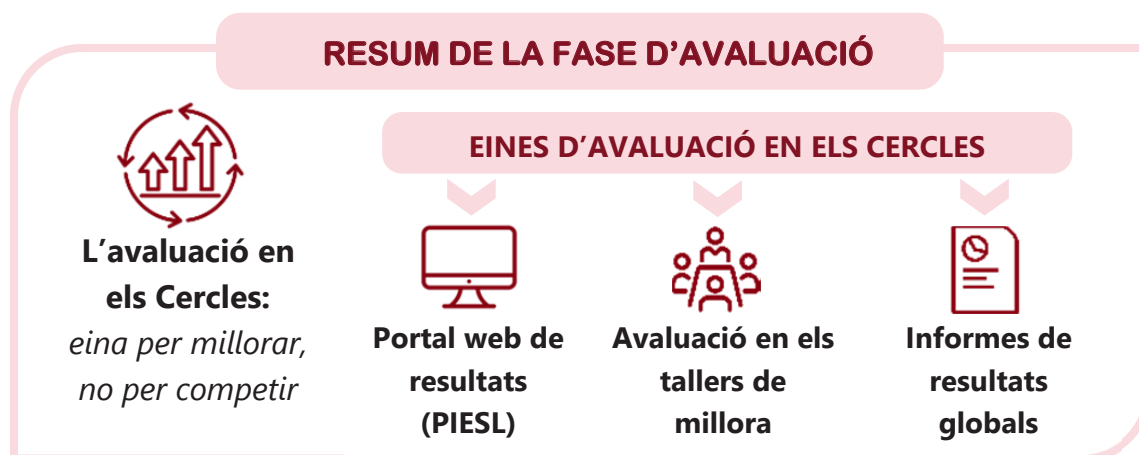 RESUM DE LA FASE D’AVALUACIÓ
EINES D’AVALUACIÓ EN ELS CERCLES
L’avaluació en
els Cercles:
eina per millorar,
no per competir
Portal web de
resultats
(PIESL)
Avaluació en els
tallers de
millora
Informes de
resultats
globals